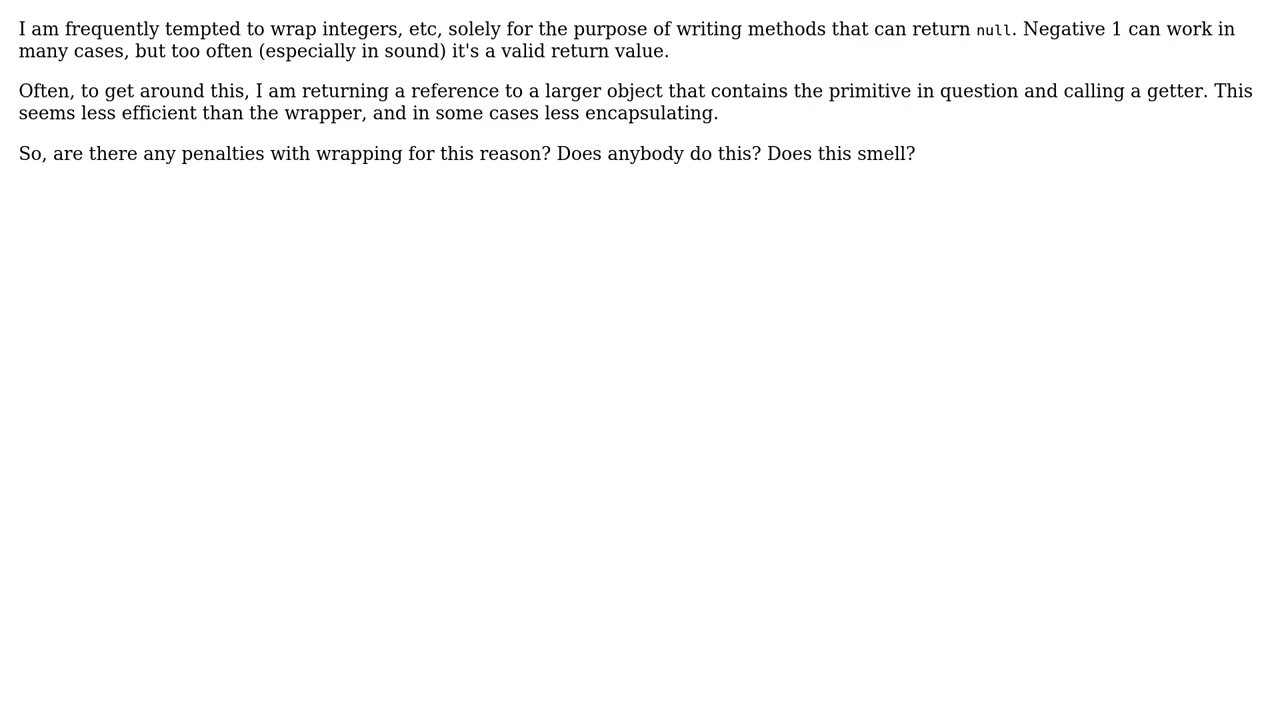 I am frequently tempted to wrap integers, etc, solely for the purpose of writing methods that can return null. Negative 1 can work in
many cases, but too often (especially in sound) it's a valid return value.
Often, to get around this, I am returning a reference to a larger object that contains the primitive in question and calling a getter. This
seems less efficient than the wrapper, and in some cases less encapsulating.
So, are there any penalties with wrapping for this reason? Does anybody do this? Does this smell?